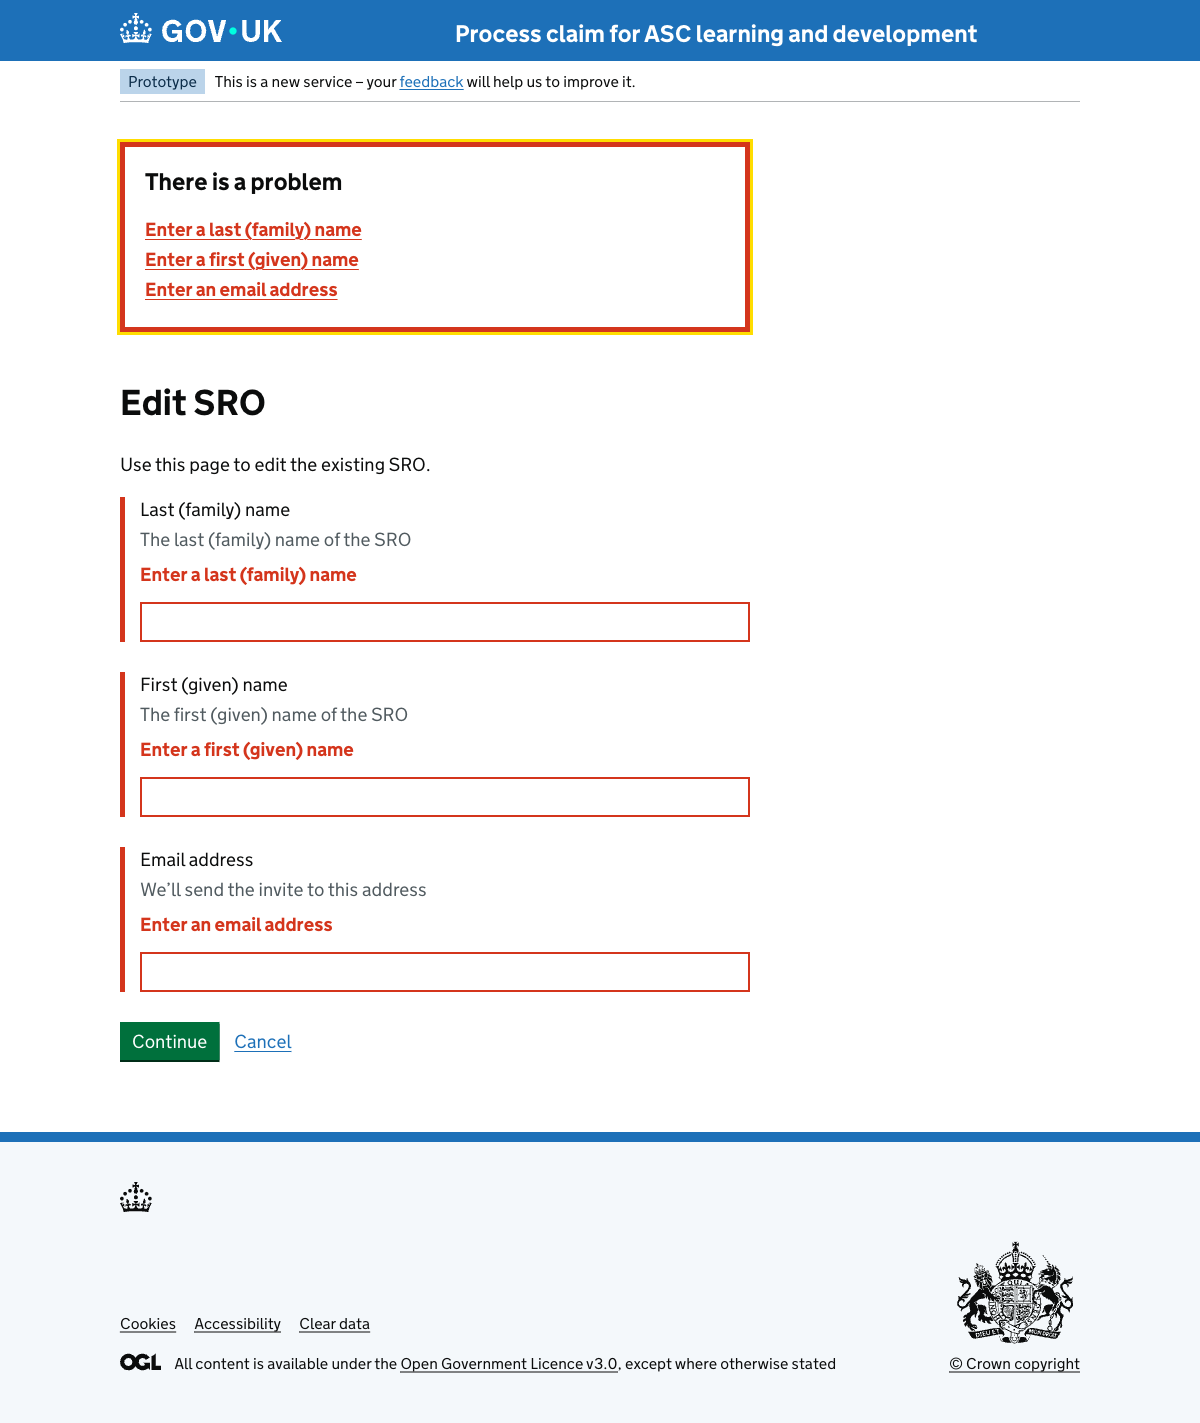 GOV·UK
Process claim for ASC learning and development
Prototype This is a new service – your feedback will help us to improve it.
There is a problem
Enter a last (family) name
Enter a first (given) name
Enter an email address
Edit SRO
Use this page to edit the existing SRO.
Last (family) name
The last (family) name of the SRO
Enter a last (family) name
First (given) name
The first (given) name of the SRO
Enter a first (given) name
Email address
We’ll send the invite to this address
Enter an email address
Continue Cancel
Cookies Accessibility Clear data
OGL All content is available under the Open Government Licence v3.0, except where otherwise stated
© Crown copyright